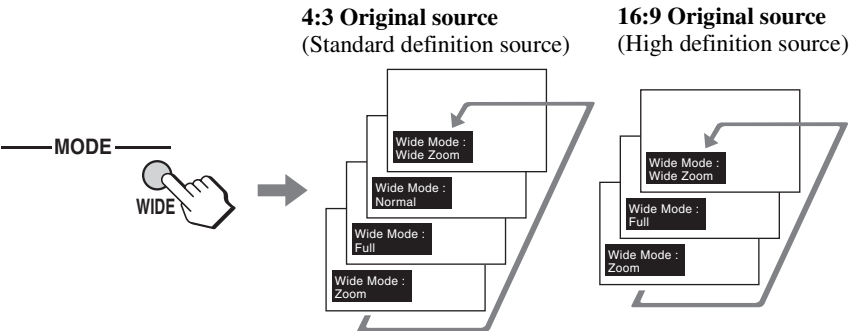 4:3 Original source
(Standard definition source)
16:9 Original source
(High definition source)
MODE
WIDE
Wide Mode :
Wide Zoom
Wide Mode :
Normal
Wide Mode :
Full
Wide Mode :
Zoom
Wide Mode :
Wide Zoom
Wide Mode :
Full
Wide Mode :
Zoom